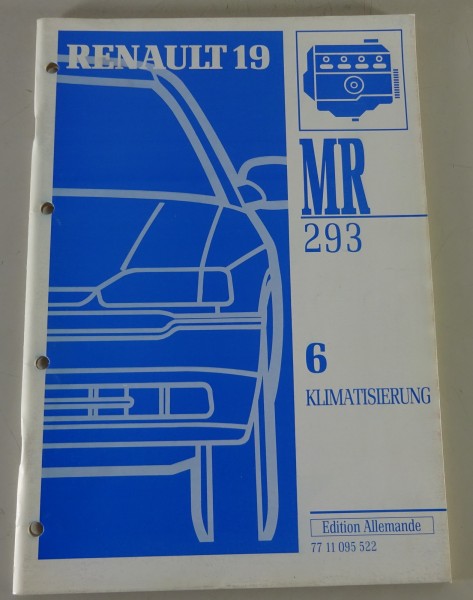 RENAULT 19
MR
293
6
KLIMATISIERUNG
Edition Allemande
77 11 095 522